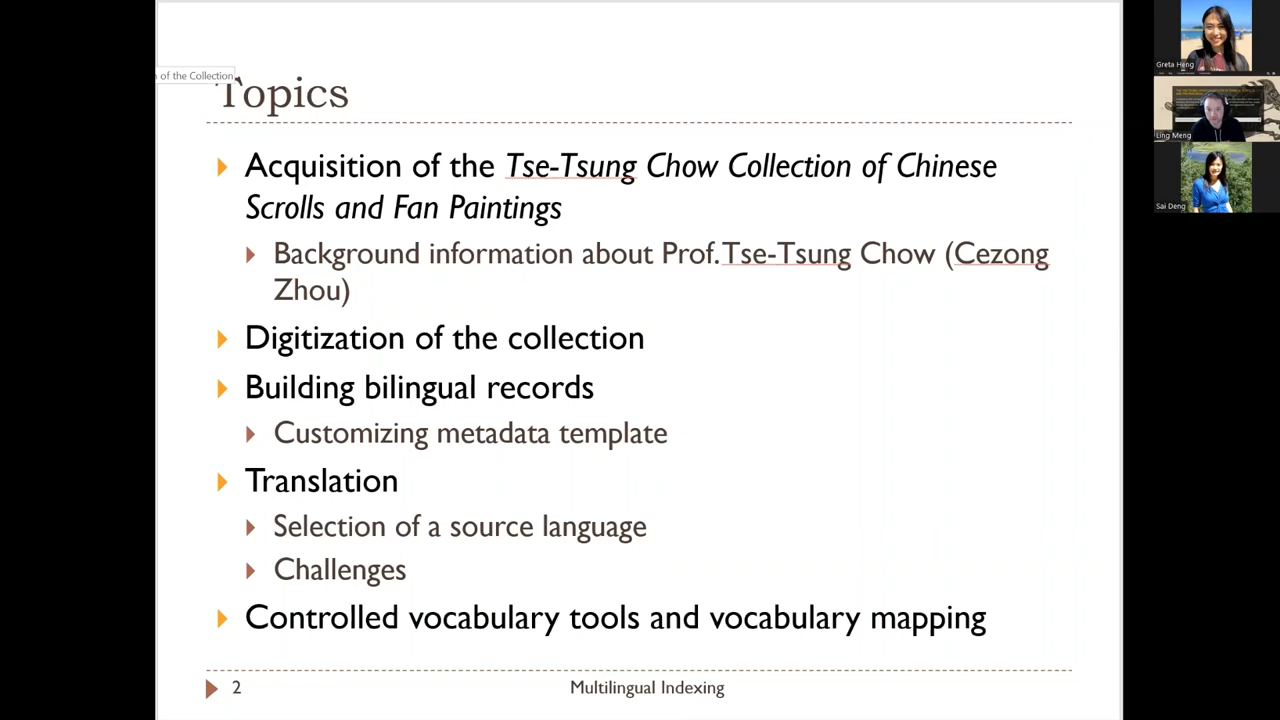 n of the Collection
Topics
Acquisition of the Tse-Tsung Chow Collection of Chinese
Scrolls and Fan Paintings
Background information about Prof.Tse-Tsung Chow (Cezong
Zhou)
Digitization of the collection
Building bilingual records
Customizing metadata template
Translation
Selection of a source language
Challenges
Controlled vocabulary tools and vocabulary mapping
2
Multilingual Indexing
Greta Heng
Ling Meng
Sai Deng